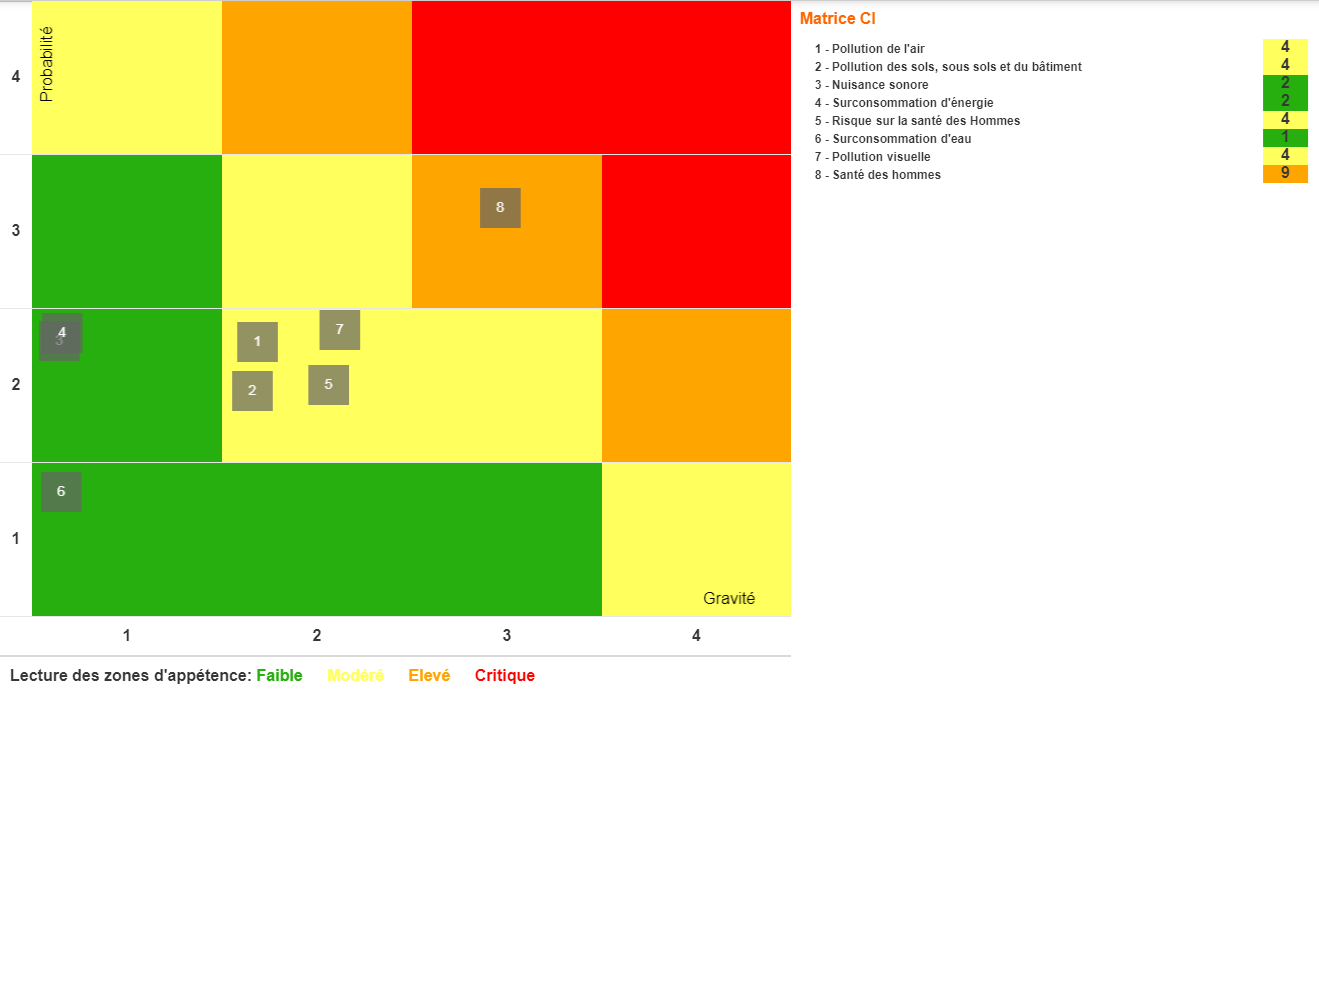 Probabilité
4
3
8
4
3
1
7
2
5
2
6
1
Gravité
1 2 3 4
Lecture des zones d'appétence: Faible Modéré Elevé Critique
Matrice CI
1 - Pollution de l'air 4
2 - Pollution des sols, sous sols et du bâtiment 4
3 - Nuisance sonore 2
4 - Surconsommation d'énergie 2
5 - Risque sur la santé des Hommes 4
6 - Surconsommation d'eau 1
7 - Pollution visuelle 4
8 - Santé des hommes 9